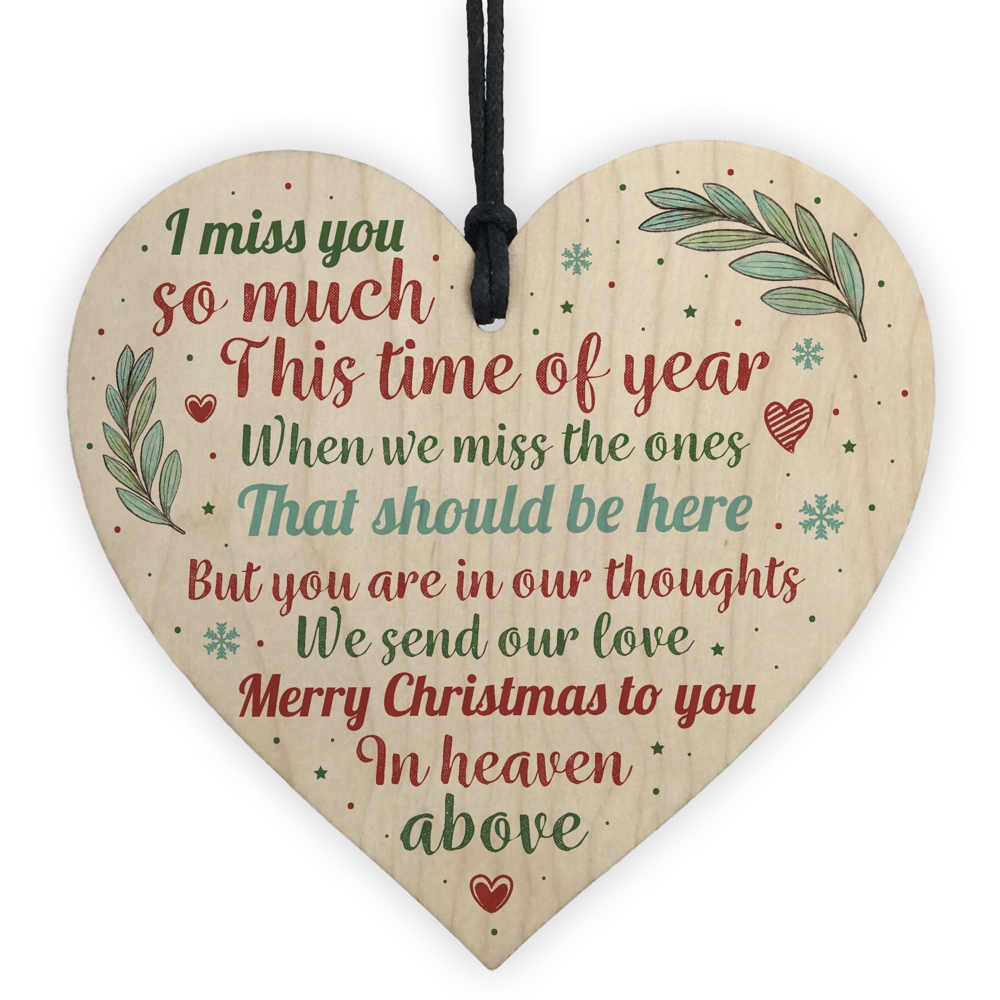 I miss you
so much
This time of year
When we miss the ones
That should be here
But you are in our thoughts
We send our love
Merry Christmas to you
In heaven
above